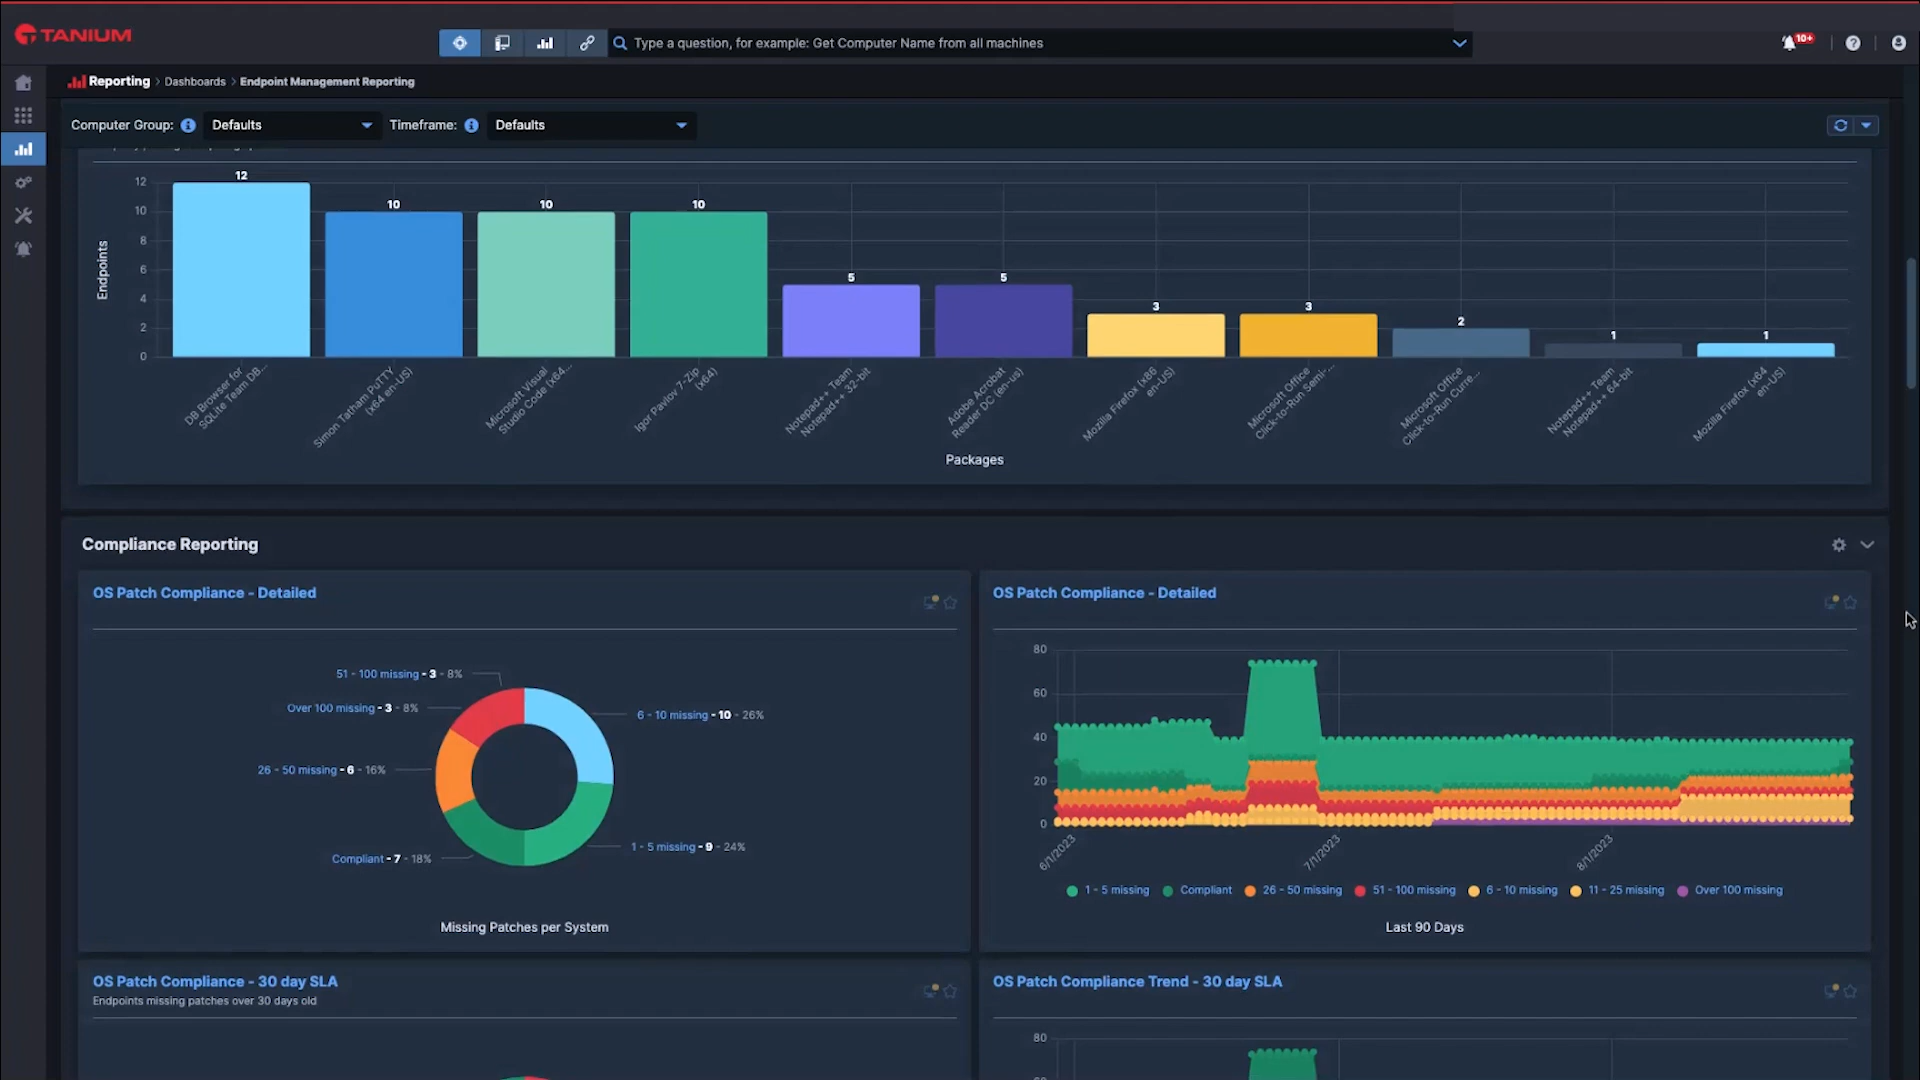 TANIUM
Type a question, for example: Get Computer Name from all machines
10+
Reporting > Dashboards > Endpoint Management Reporting
Computer Group: Defaults Timeframe: Defaults
12
10
8
6
4
2
0
Endpoints
12
10
10
10
5
5
3
3
2
1
1
DB Browser for
SQLite Team DB...
Simon Tatham PuTTY
(x64 en-US)
Microsoft Visual
Studio Code (x64...
Igor Pavlov 7-Zip
(x64)
Notepad++ Team
Notepad++ 32-bit
Adobe Acrobat
Reader DC (en-us)
Mozilla Firefox (x86
en-US)
Microsoft Office
Click-to-Run Semi-...
Microsoft Office
Click-to-Run Curre...
Notepad++ Team
Notepad++ 64-bit
Mozilla Firefox (x64
en-US)
Packages
Compliance Reporting
OS Patch Compliance - Detailed
51 - 100 missing - 3 - 8%
Over 100 missing - 3 - 8%
6 - 10 missing - 10 - 26%
26 - 50 missing - 6 - 16%
1 - 5 missing - 9 - 24%
Compliant - 7 - 18%
Missing Patches per System
OS Patch Compliance - Detailed
80
60
40
20
0
6/1/2023
7/1/2023
8/1/2023
1 - 5 missing Compliant 26 - 50 missing 51 - 100 missing 6 - 10 missing 11 - 25 missing Over 100 missing
Last 90 Days
OS Patch Compliance - 30 day SLA
Endpoints missing patches over 30 days old
OS Patch Compliance Trend - 30 day SLA
80